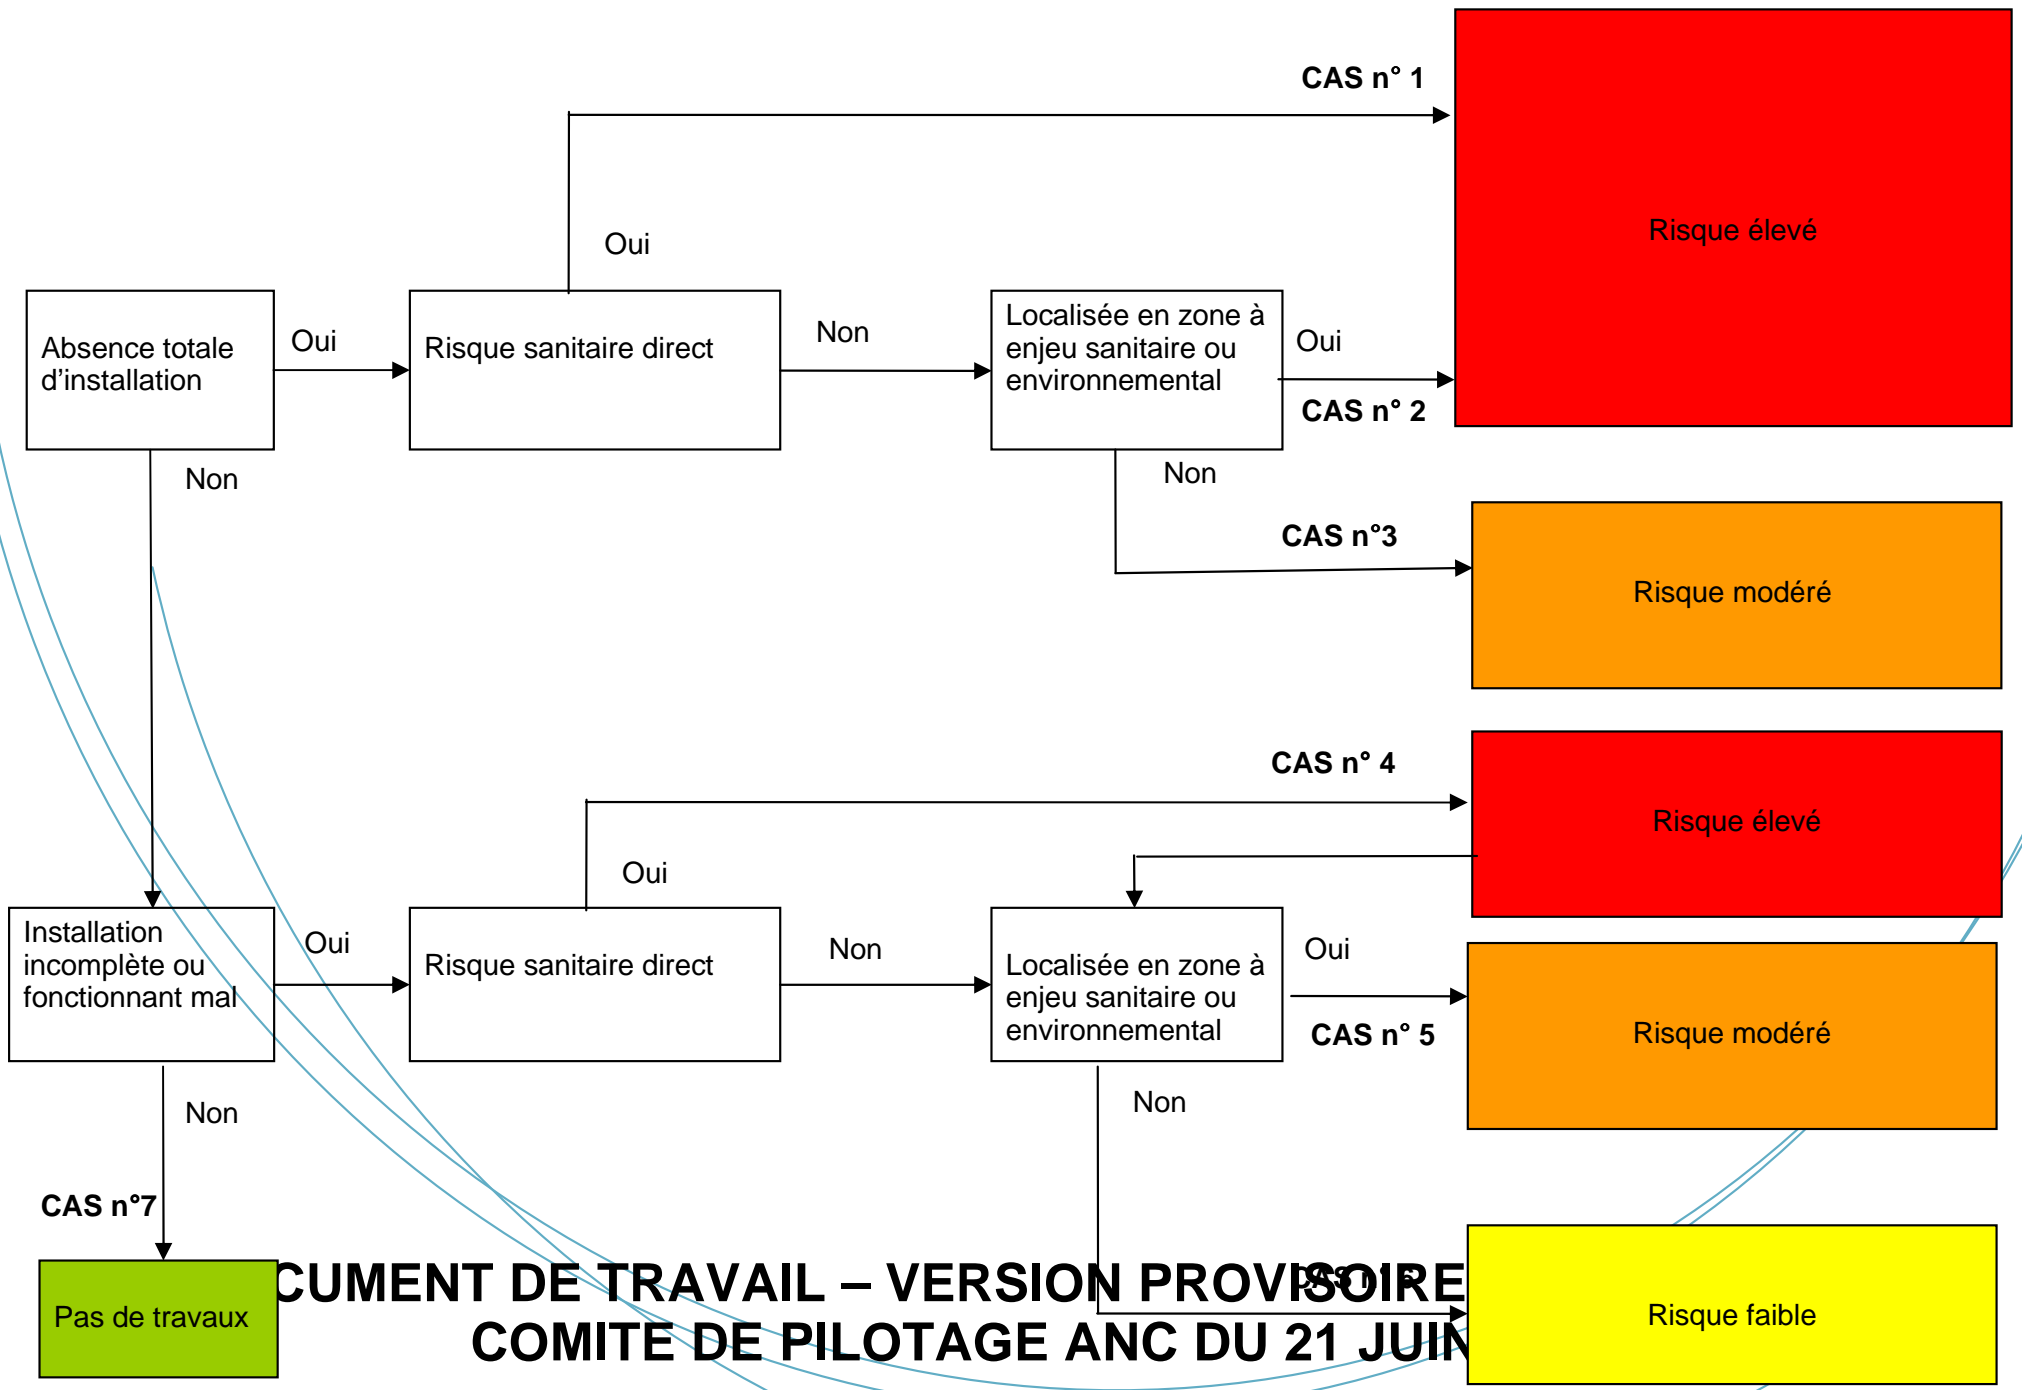 CAS n° 1
Risque élevé
Oui
Absence totale
d'installation
Oui
Risque sanitaire direct
Non
Localisée en zone à
enjeu sanitaire ou
environnemental
Oui
CAS n° 2
Non
Non
CAS n°3
Risque modéré
CAS n° 4
Risque élevé
Oui
Installation
incomplète ou
fonctionnant mal
Oui
Risque sanitaire direct
Non
Localisée en zone à
enjeu sanitaire ou
environnemental
Oui
CAS n° 5
Risque modéré
Non
Non
CAS n°7
CAS n° 6
Pas de travaux
CUMENT DE TRAVAIL – VERSION PROVISOIRE
COMITE DE PILOTAGE ANC DU 21 JUIN
Risque faible